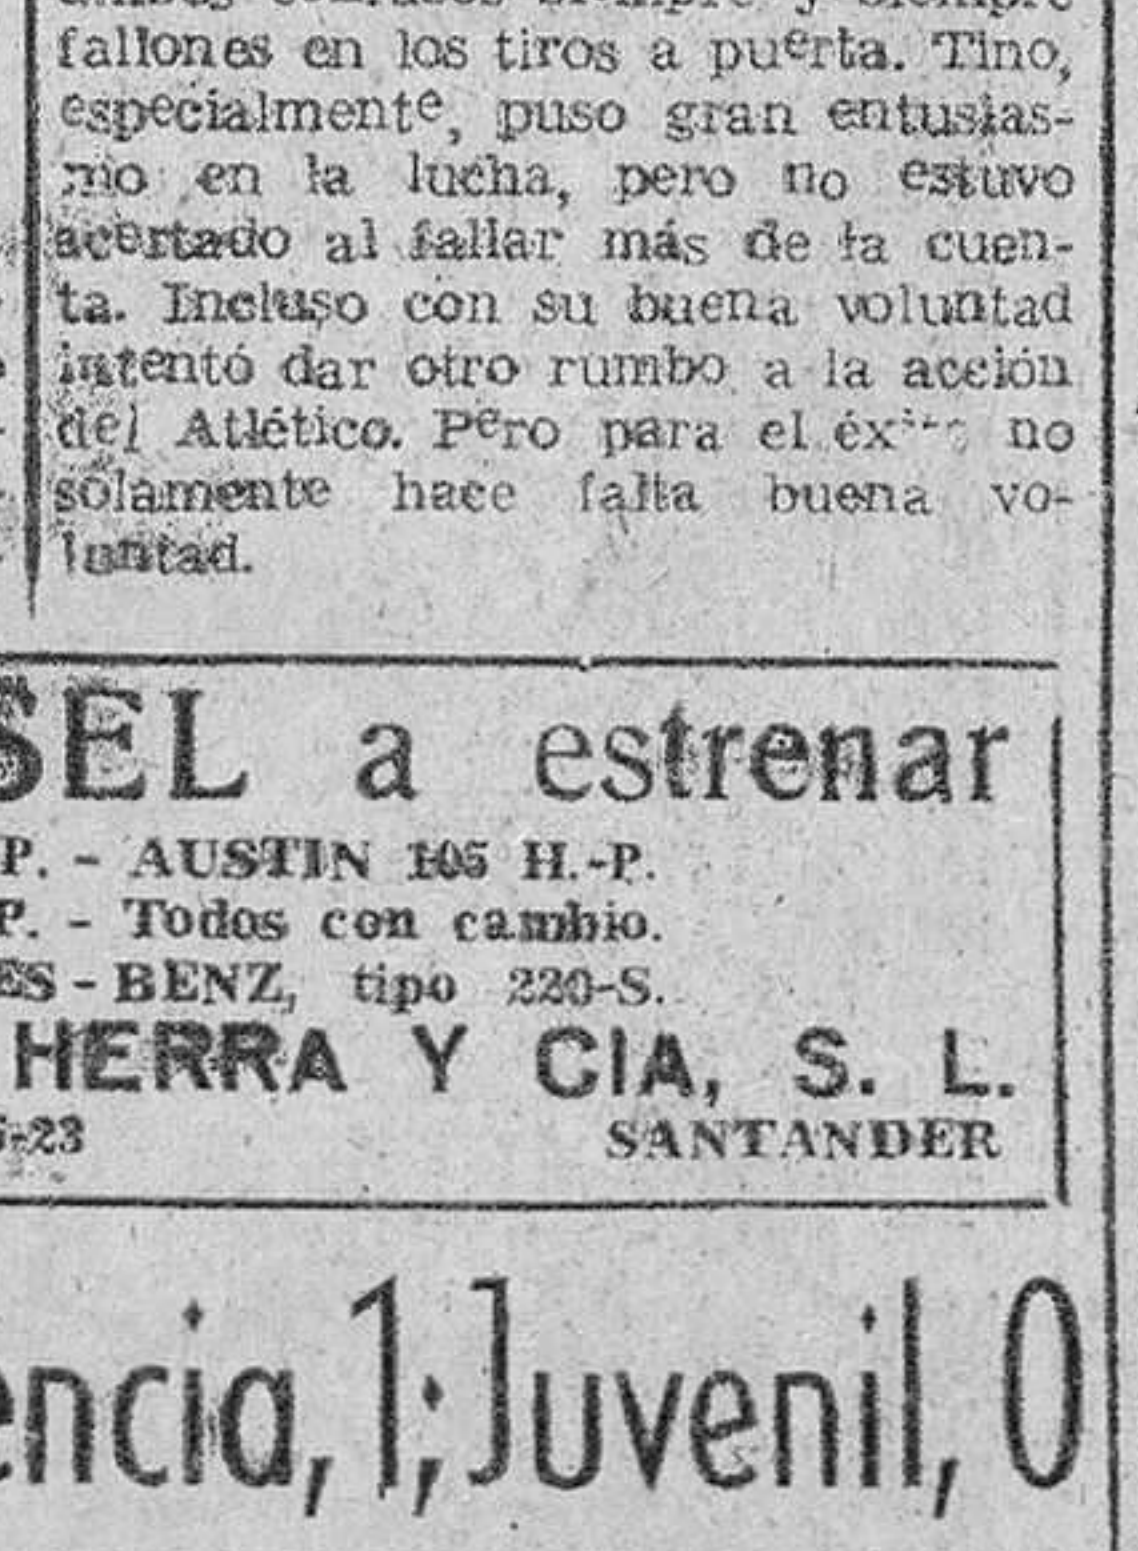 fallones en los tiros a puerta. Tino,
especialmente, puso gran entusias-
mo en la lucha, pero no estuvo
acertado al fallar más de la cuen-
ta. Incluso con su buena voluntad
intentó dar otro rumbo a la acción
del Atlético. Pero para el éxito no
solamente hace falta buena vo-
luntad.
SEL a estrenar
P. - AUSTIN 105 H.-P.
P. - Todos con cambio.
ES - BENZ, tipo 220-S.
HERRA Y CIA, S. L.
5-23 SANTANDER
encia, 1; Juvenil, 0